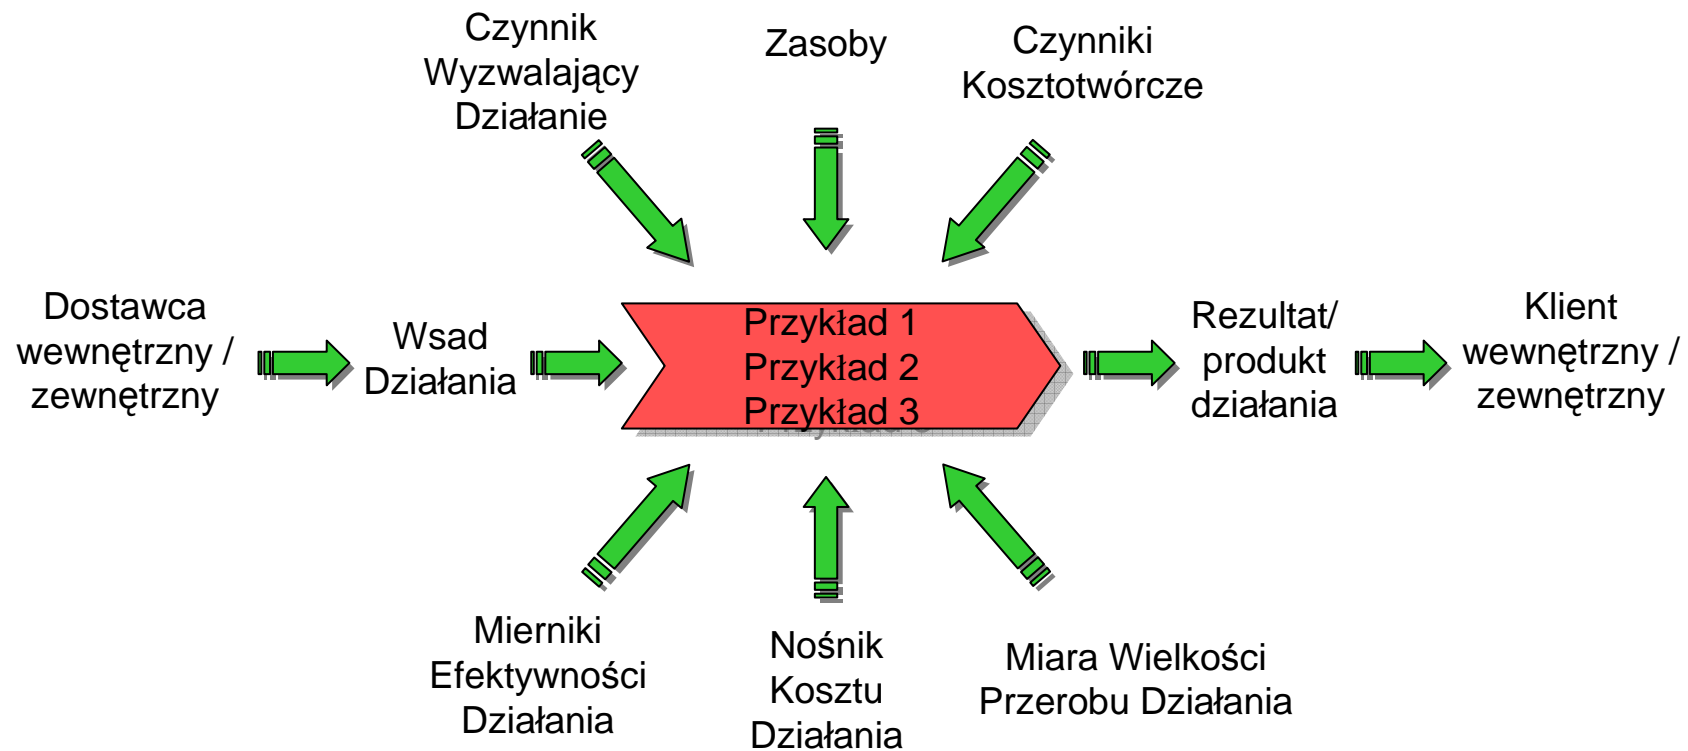 Czynnik
Wyzwalający
Działanie
Zasoby
Czynniki
Kosztotwórcze
Dostawca
wewnętrzny /
zewnętrzny
Wsad
Działania
Przykład 1
Przykład 2
Przykład 3
Rezultat/
produkt
działania
Klient
wewnętrzny /
zewnętrzny
Mierniki
Efektywności
Działania
Nośnik
Kosztu
Działania
Miara Wielkości
Przerobu Działania